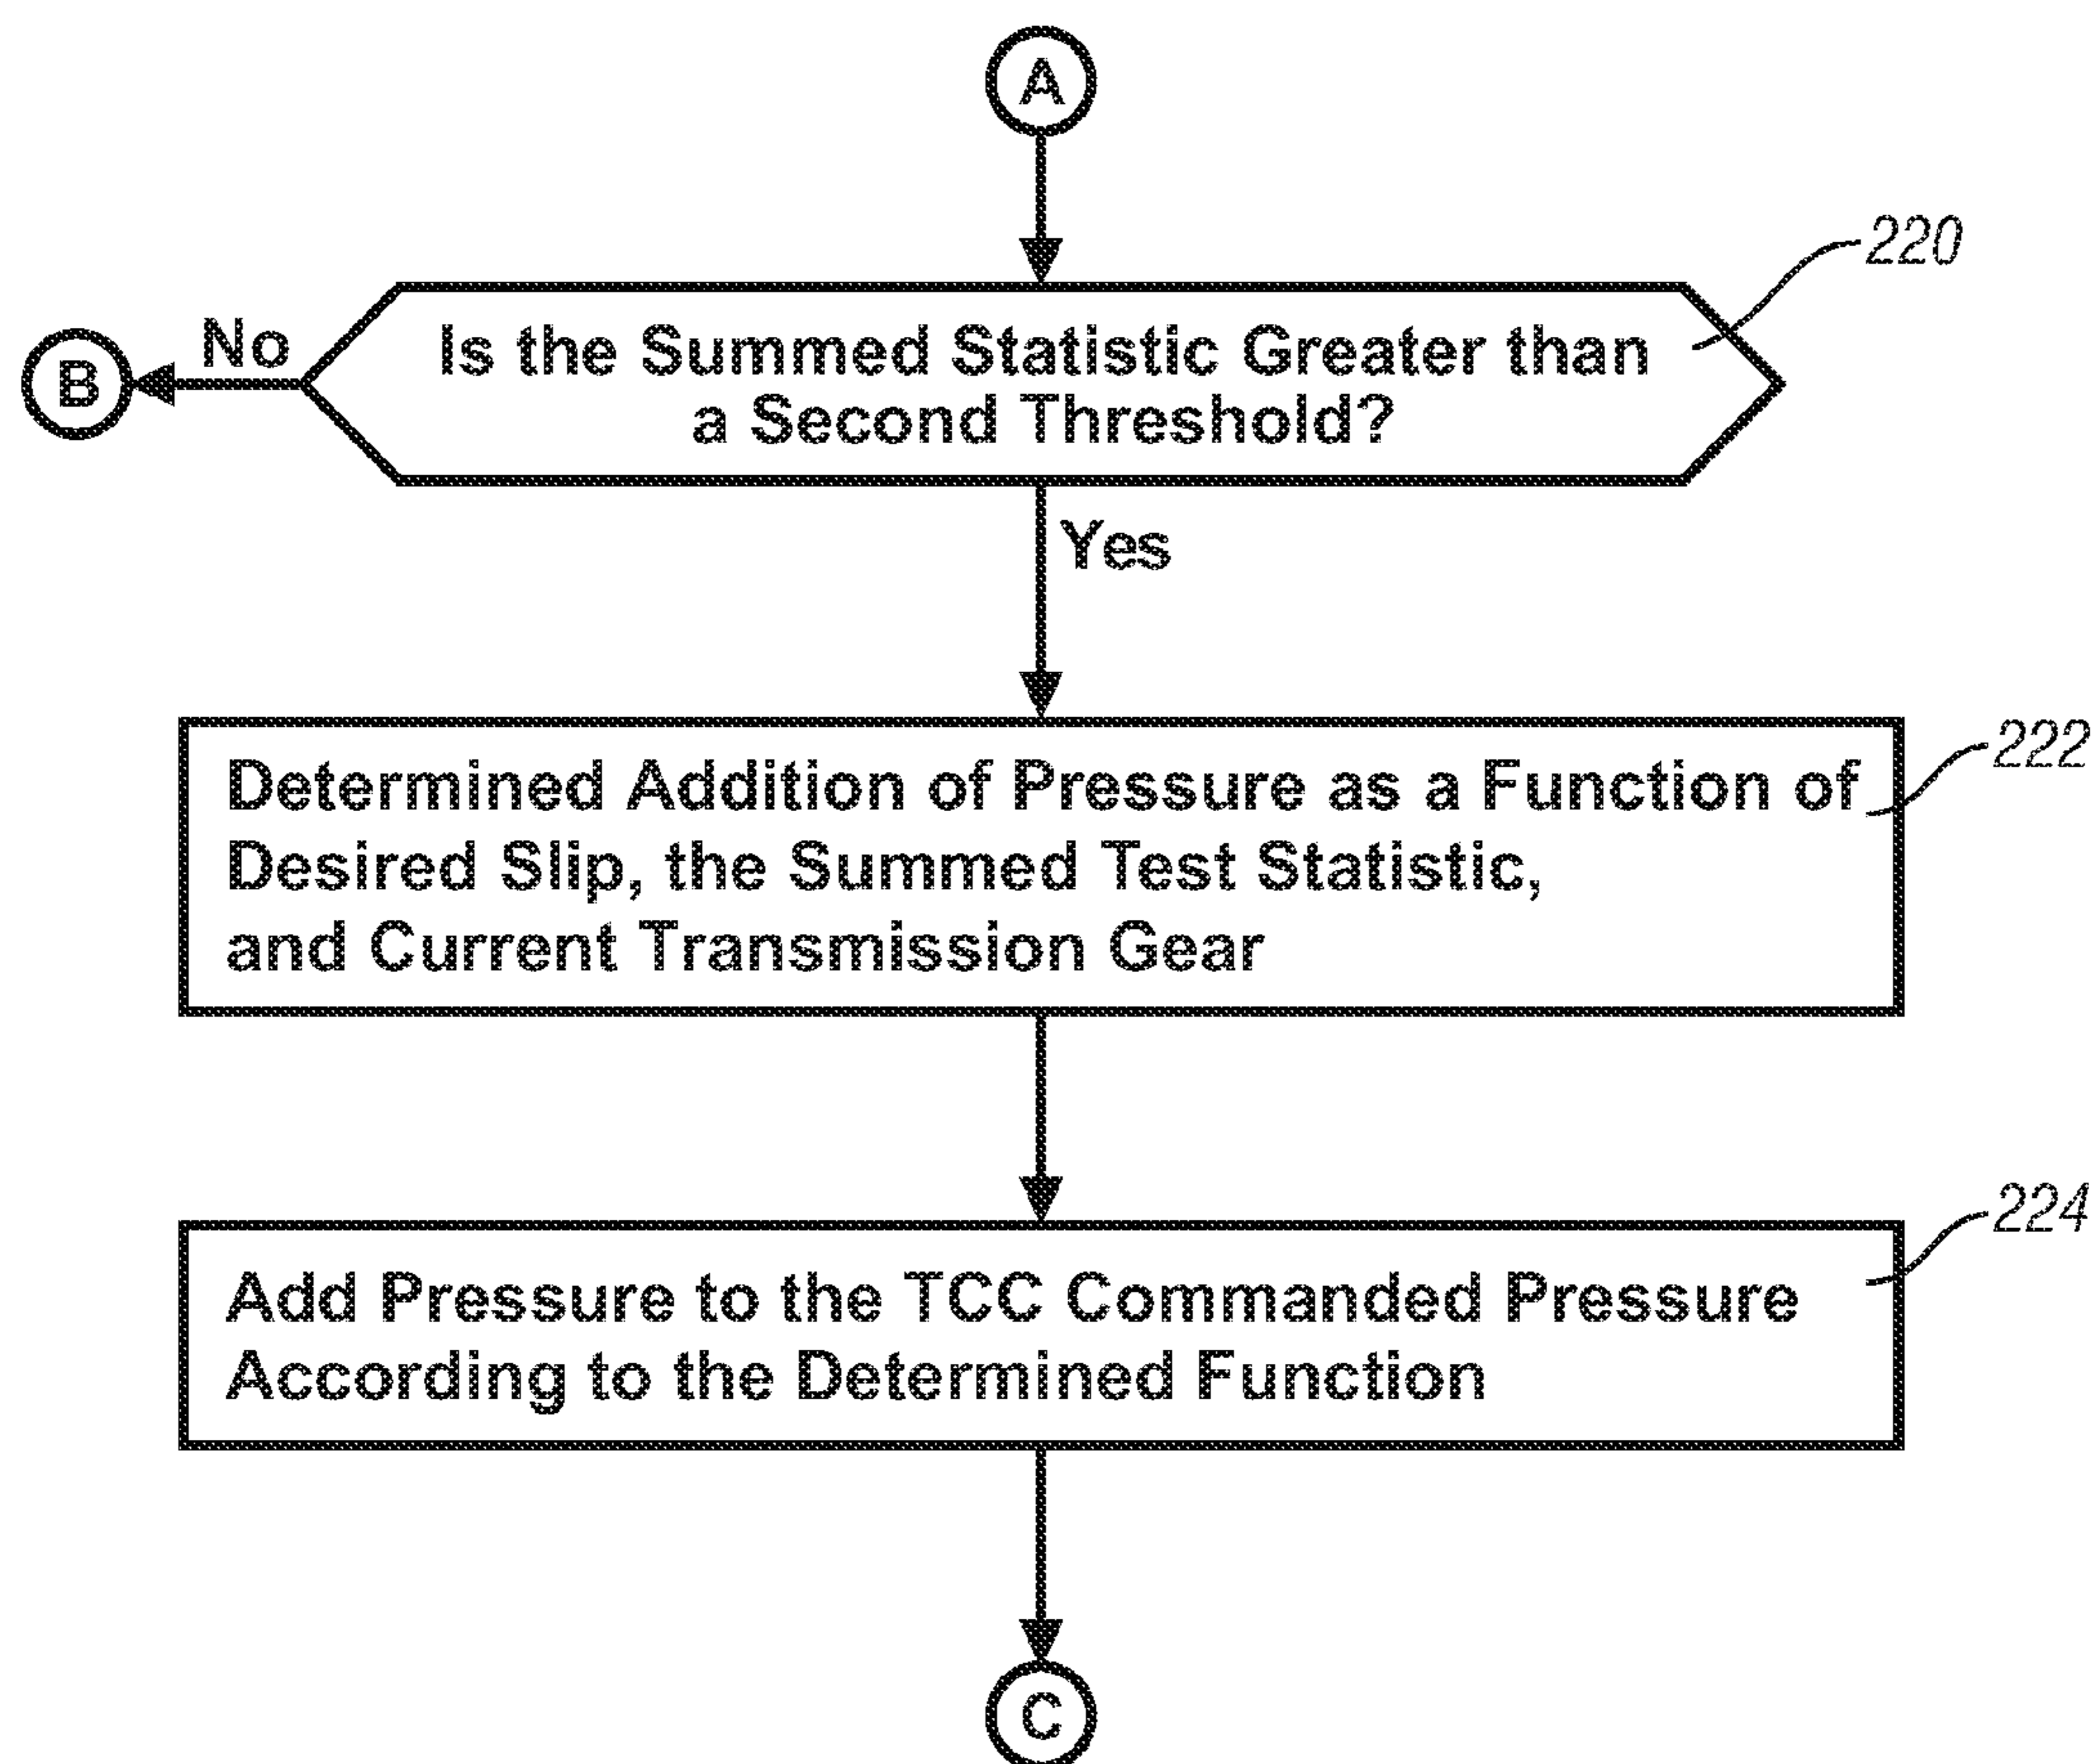 A
220
No
B
Is the Summed Statistic Greater than
a Second Threshold?
Yes
222
Determined Addition of Pressure as a Function of
Desired Slip, the Summed Test Statistic,
and Current Transmission Gear
224
Add Pressure to the TCC Commanded Pressure
According to the Determined Function
C